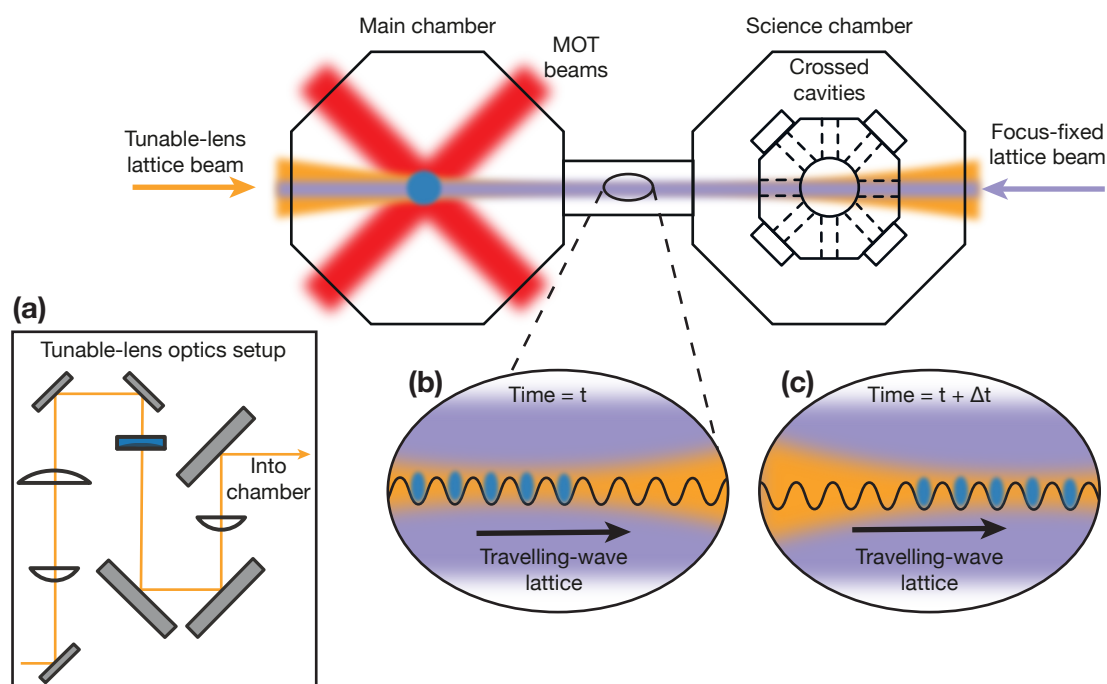 Main chamber
Science chamber
MOT
beams
Crossed
cavities
Tunable-lens
lattice beam
Focus-fixed
lattice beam
(a)
Tunable-lens optics setup
Into
chamber
(b)
Time = t
Travelling-wave
lattice
(c)
Time = t + Δt
Travelling-wave
lattice